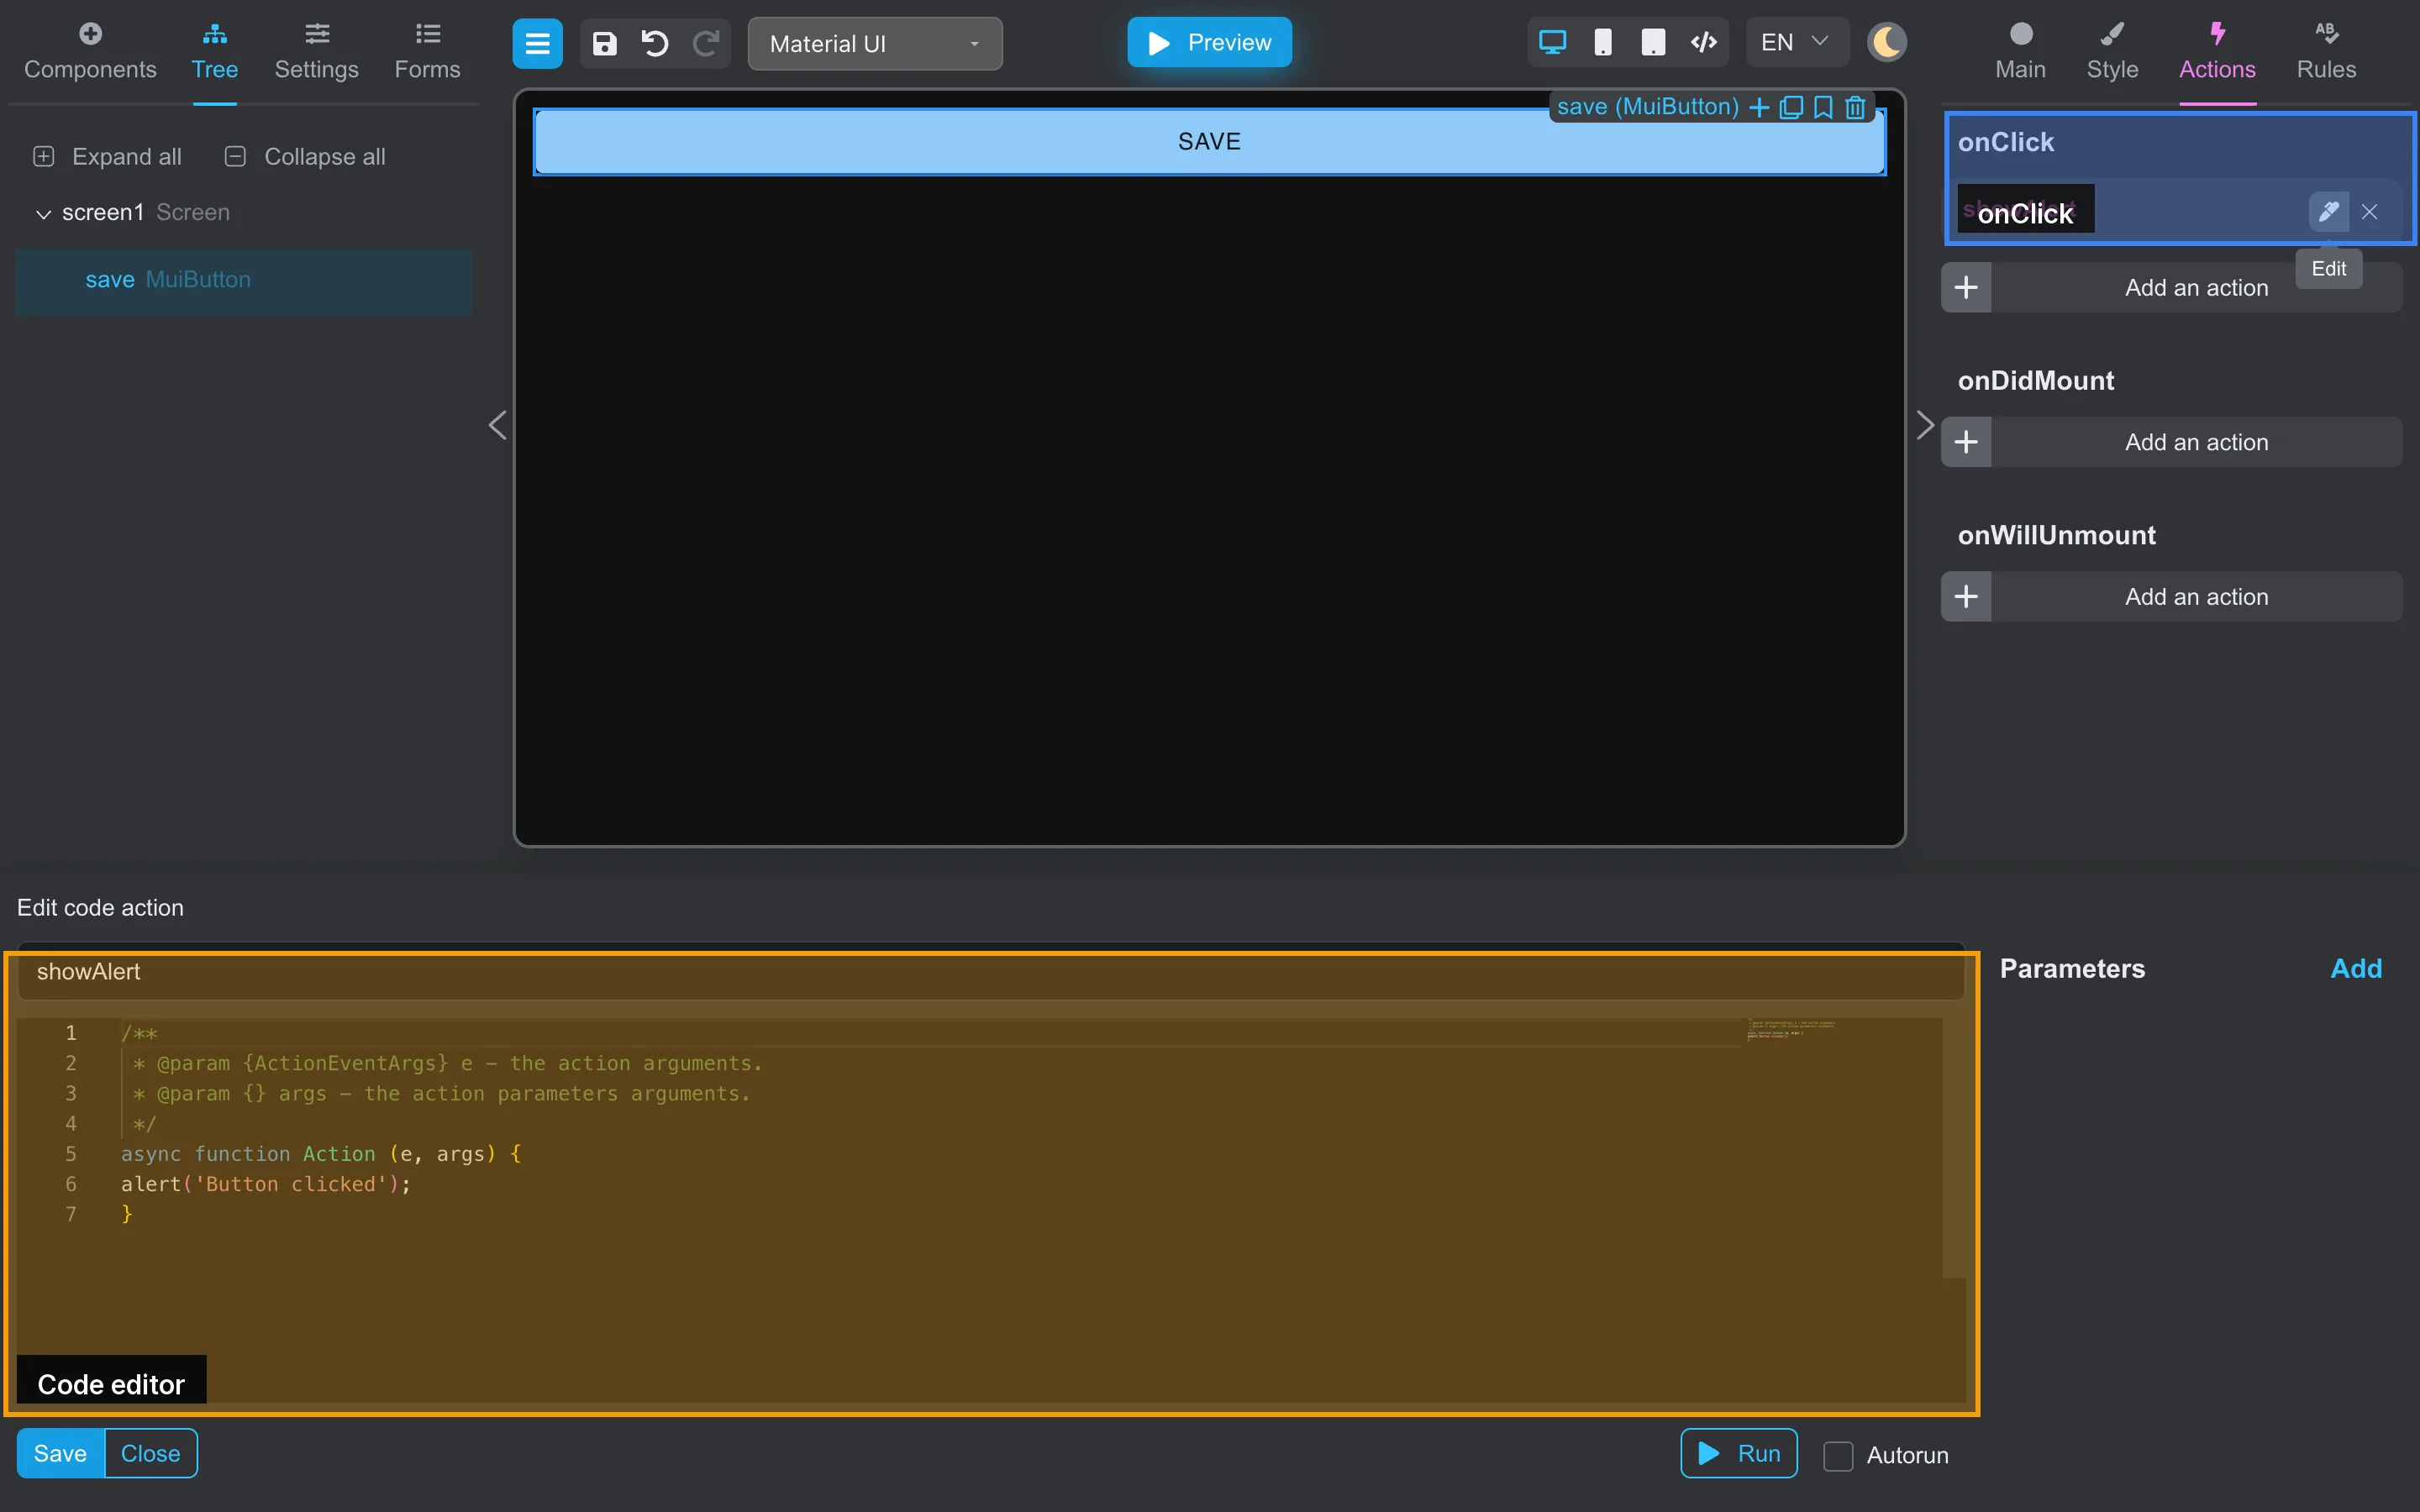 Components
Tree
Settings
Forms
Material UI
Preview
EN
Main
Style
Actions
Rules
Expand all
Collapse all
screen1 Screen
save MuiButton
save (MuiButton)
SAVE
onClick
onClick
Edit
Add an action
onDidMount
Add an action
onWillUnmount
Add an action
Edit code action
showAlert
1 /**
2 * @param {ActionEventArgs} e – the action arguments.
3 * @param {} args – the action parameters arguments.
4 */
5 async function Action (e, args) {
6 alert('Button clicked');
7 }
Code editor
Parameters
Add
Save
Close
Run
Autorun